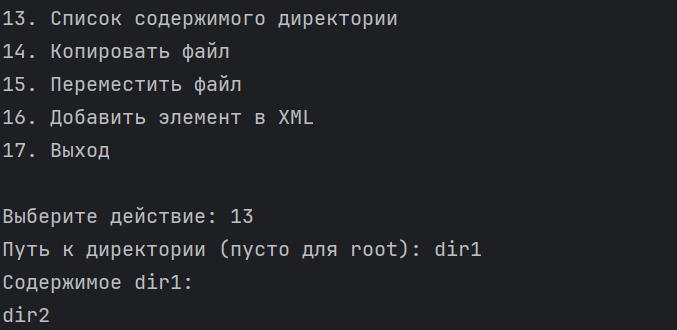 13. Список содержимого директории
14. Копировать файл
15. Переместить файл
16. Добавить элемент в XML
17. Выход
Выберите действие: 13
Путь к директории (пусто для root): dir1
Содержимое dir1:
dir2